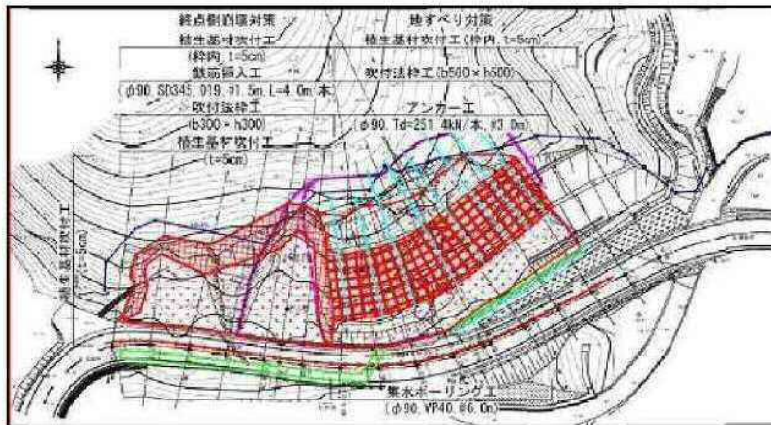 終点側崩壊対策
植生基材吹付工
(枠内, t=5cm)
鉄筋挿入工
(φ90, SD345, D19, #1.5m, L=4.0m/本)
吹付法枠工
(b300×h300)
植生基材吹付工
(t=5cm)
地すべり対策
植生基材吹付工(枠内, t=5cm)
吹付法枠工(b500×h500)
アンカー工
(φ90, Td=251.4kN/本, #3.0m)
植生基材吹付工
(t=5cm)
集水ボーリング工
(φ90, VP40, #6.0m)